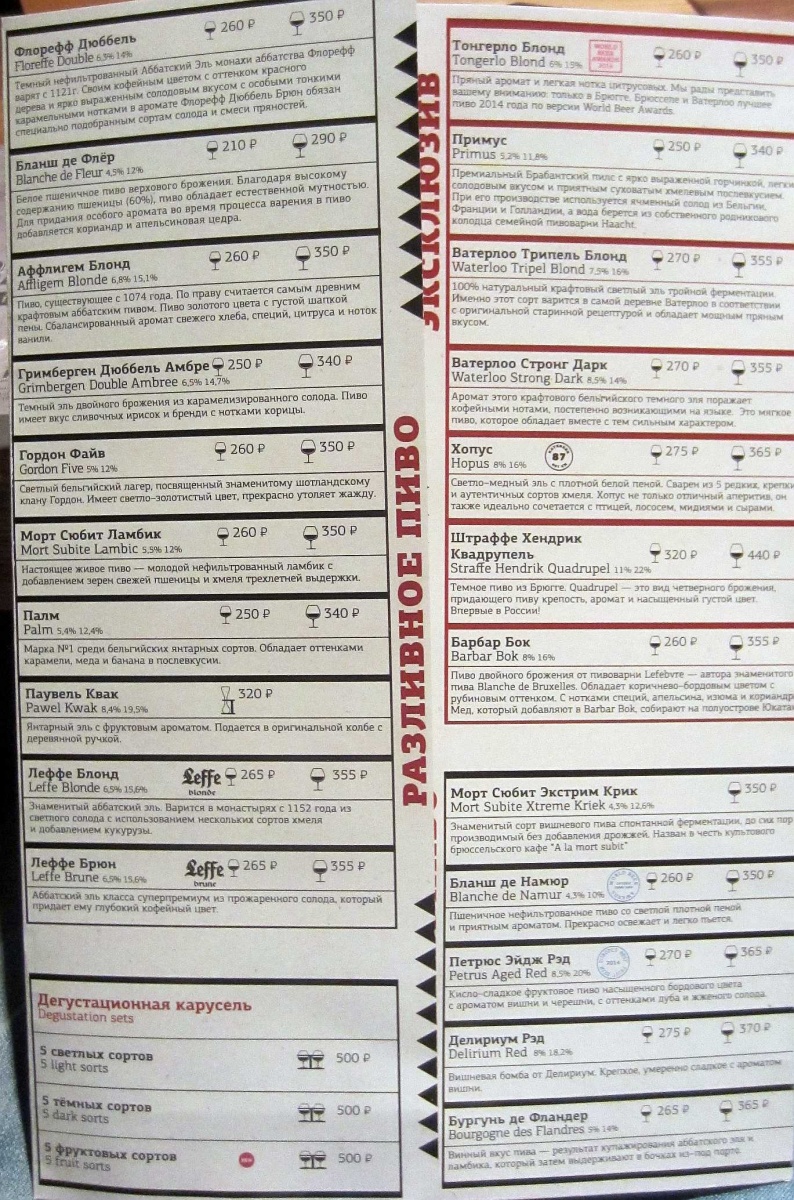 Флорефф Дюббель 260 ₽ 350 ₽
Floreffe Double 6,3% 14%
Темный нефильтрованный Аббатский Эль монахи аббатства Флорефф
варят с 1121г. Своим кофейным цветом с оттенком красного
дерева и ярко выраженным солодовым вкусом с особыми тонкими
карамельными нотками в аромате Флорефф Дюббель Брюн обязан
специально подобранным сортам солода и смеси пряностей.
Бланш де Флёр 210 ₽ 290 ₽
Blanche de Fleur 4,5% 12%
Белое пшеничное пиво верхового брожения. Благодаря высокому
содержанию пшеницы (60%), пиво обладает естественной мутностью.
Для придания особого аромата во время процесса варения в пиво
добавляется кориандр и апельсиновая цедра.
Аффлигем Блонд 260 ₽ 350 ₽
Affligem Blonde 6,8% 15,1%
Пиво, существующее с 1074 года. По праву считается самым древним
крафтовым аббатским пивом. Пиво золотого цвета с густой шапкой
пены. Сбалансированный аромат свежего хлеба, специй, цитруса и ноток
ванили.
Гримберген Дюббель Амбре 250 ₽ 340 ₽
Grimbergen Double Ambree 6,5% 14,7%
Темный эль двойного брожения из карамелизированного солода. Пиво
имеет вкус сливочных ирисок и бренди с нотками корицы.
Гордон Файв 260 ₽ 350 ₽
Gordon Five 5% 12%
Светлый бельгийский лагер, посвященный знаменитому шотландскому
клану Гордон. Имеет светло-золотистый цвет, прекрасно утоляет жажду.
Морт Сюбит Ламбик 260 ₽ 350 ₽
Mort Subite Lambic 5,5% 12%
Настоящее живое пиво — молодой нефильтрованный ламбик с
добавлением зерен свежей пшеницы и хмеля трехлетней выдержки.
Палм 250 ₽ 340 ₽
Palm 5,4% 12,4%
Марка №1 среди бельгийских янтарных сортов. Обладает оттенками
карамели, меда и банана в послевкусии.
Паувель Квак 320 ₽
Pawel Kwak 8,4% 19,5%
Янтарный эль с фруктовым ароматом. Подается в оригинальной колбе с
деревянной ручкой.
Леффе Блонд Leffe blonde 265 ₽ 355 ₽
Leffe Blonde 6,5% 15,6%
Знаменитый аббатский эль. Варится в монастырях с 1152 года из
светлого солода с использованием нескольких сортов хмеля
и добавлением кукурузы.
Леффе Брюн Leffe brune 265 ₽ 355 ₽
Leffe Brune 6,5% 15,6%
Аббатский эль класса суперпремиум из прожаренного солода, который
придает ему глубокий кофейный цвет.
Дегустационная карусель
Degustation sets
5 светлых сортов 500 ₽
5 light sorts
5 тёмных сортов 500 ₽
5 dark sorts
5 фруктовых сортов 500 ₽
5 fruit sorts
ЭКСКЛЮЗИВ
РАЗЛИВНОЕ ПИВО
Тонгерло Блонд WORLD BEER AWARDS 260 ₽ 350 ₽
Tongerlo Blond 6% 15%
Пряный аромат и легкая нотка цитрусовых. Мы рады представить
вашему вниманию: только в Брюгге, Брюсселе и Ватерлоо лучшее
пиво 2014 года по версии World Beer Awards.
Примус 250 ₽ 340 ₽
Primus 5,2% 11,8%
Премиальный Брабантский пилс с ярко выраженной горчинкой, легки
солодовым вкусом и приятным суховатым хмелевым послевкусием.
При его производстве используется ячменный солод из Бельгии,
Франции и Голландии, а вода берется из собственного родникового
колодца семейной пивоварни Haacht.
Ватерлоо Трипель Блонд 270 ₽ 355 ₽
Waterloo Tripel Blond 7,5% 16%
100% натуральный крафтовый светлый эль тройной ферментации.
Именно этот сорт варится в самой деревне Ватерлоо в соответствии
с оригинальной старинной рецептурой и обладает мощным пряным
вкусом.
Ватерлоо Стронг Дарк 270 ₽ 355 ₽
Waterloo Strong Dark 8,5% 14%
Аромат этого крафтового бельгийского темного эля поражает
кофейными нотами, постепенно возникающими на языке. Это мягкое
пиво, которое обладает вместе с тем сильным характером.
Хопус 87 275 ₽ 365 ₽
Hopus 8% 16%
Светло-медный эль с плотной белой пеной. Сварен из 5 редких, крепки
и аутентичных сортов хмеля. Хопус не только отличный аперитив, он
также идеально сочетается с птицей, лососем, мидиями и сырами.
Штраффе Хендрик
Квадрупель 320 ₽ 440 ₽
Straffe Hendrik Quadrupel 11% 22%
Темное пиво из Брюгге. Quadrupel — это вид четверного брожения,
придающего пиву крепость, аромат и насыщенный густой цвет.
Впервые в России!
Барбар Бок 260 ₽ 355 ₽
Barbar Bok 8% 16%
Пиво двойного брожения от пивоварни Lefebvre — автора знаменитого
пива Blanche de Bruxelles. Обладает коричнево-бордовым цветом с
рубиновым оттенком. С нотками специй, апельсина, изюма и кориандр
Мед, который добавляют в Barbar Bok, собирают на полуострове Юката
Морт Сюбит Экстрим Крик 350 ₽
Mort Subite Xtreme Kriek 4,3% 12,6%
Знаменитый сорт вишневого пива спонтанной ферментации, до сих пор
производимый без добавления дрожжей. Назван в честь культового
брюссельского кафе "A la mort subit"
Бланш де Намюр 260 ₽ 350 ₽
Blanche de Namur 4,3% 10%
Пшеничное нефильтрованное пиво со светлой плотной пеной
и приятным ароматом. Прекрасно освежает и легко пьется.
Петрюс Эйдж Рэд 270 ₽ 365 ₽
Petrus Aged Red 8,5% 20%
Кисло-сладкое фруктовое пиво насыщенного бордового цвета
с ароматом вишни и черешни, с оттенками дуба и жженого солода.
Делириум Рэд 275 ₽ 370 ₽
Delirium Red 8% 18,2%
Вишневая бомба от Делириум. Крепкое, умеренно сладкое с ароматом
вишни.
Бургунь де Фландер 265 ₽ 365 ₽
Bourgogne des Flandres 5% 14%
Винный вкус пива — результат купажирования аббатского эля и
ламбика, который затем выдерживают в бочках из-под порто.